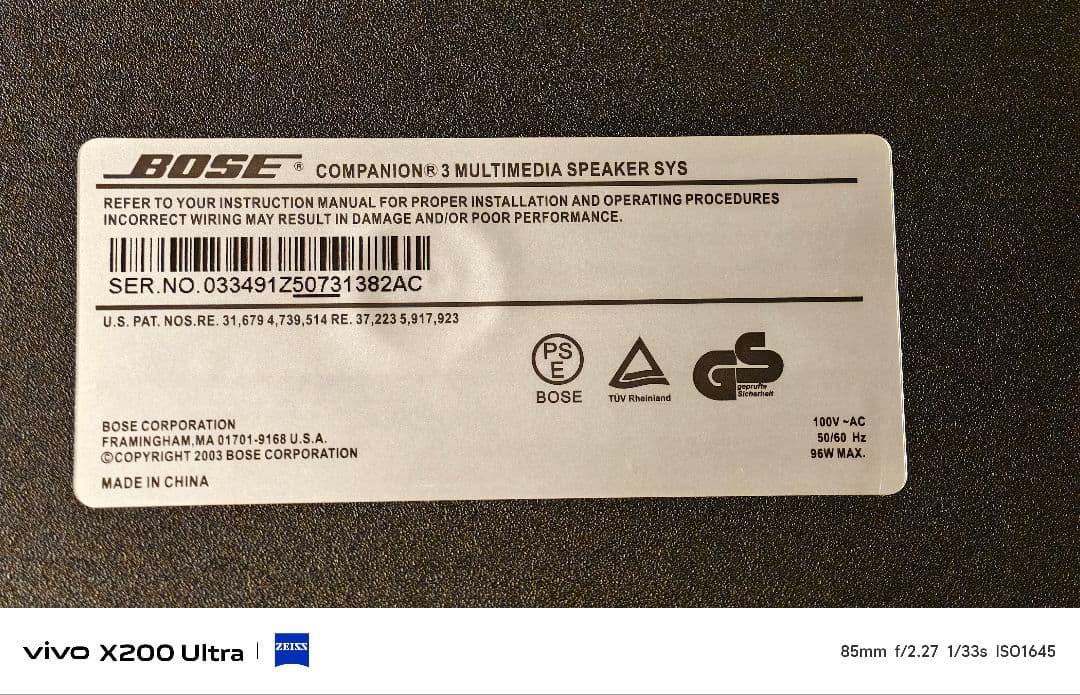 BOSE® COMPANION® 3 MULTIMEDIA SPEAKER SYS
REFER TO YOUR INSTRUCTION MANUAL FOR PROPER INSTALLATION AND OPERATING PROCEDURES
INCORRECT WIRING MAY RESULT IN DAMAGE AND/OR POOR PERFORMANCE.
SER.NO.033491Z50731382AC
U.S. PAT. NOS.RE. 31,679 4,739,514 RE. 37,223 5,917,923
PS
E
BOSE
TÜV Rheinland
GS
geprüfte
Sicherheit
BOSE CORPORATION
FRAMINGHAM,MA 01701-9168 U.S.A.
©COPYRIGHT 2003 BOSE CORPORATION
MADE IN CHINA
100V ~AC
50/60 Hz
96W MAX.
vivo X200 Ultra | ZEISS
85mm f/2.27 1/33s ISO1645